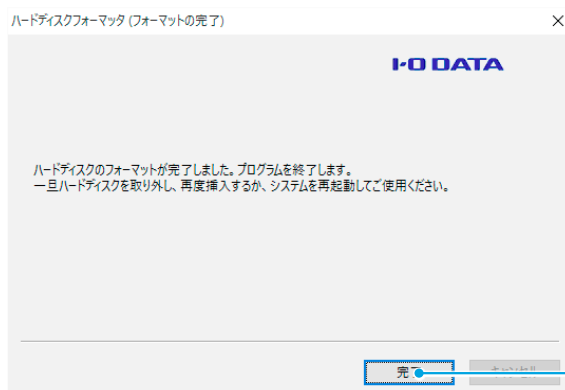 ハードディスクフォーマッタ (フォーマットの完了)
I-O DATA
ハードディスクのフォーマットが完了しました。プログラムを終了します。
一旦ハードディスクを取り外し、再度挿入するか、システムを再起動してご使用ください。
完了
キャンセル